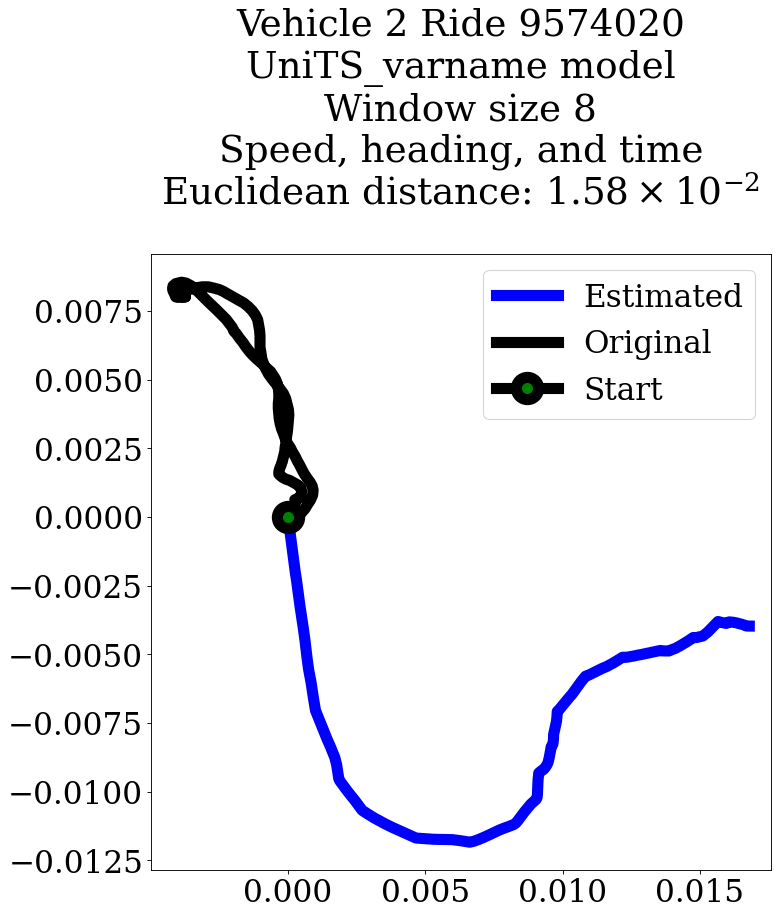 Vehicle 2 Ride 9574020
UniTS_varname model
Window size 8
Speed, heading, and time
Euclidean distance: 1.58 × 10⁻²
Estimated
Original
Start
0.0075
0.0050
0.0025
0.0000
−0.0025
−0.0050
−0.0075
−0.0100
−0.0125
0.000 0.005 0.010 0.015